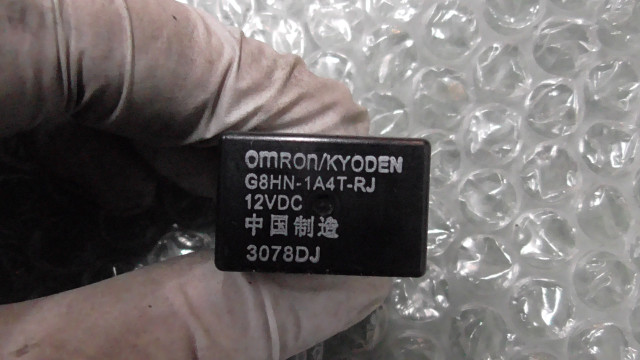 OMRON/KYODEN
G8HN-1A4T-RJ
12VDC
中国制造
3078DJ